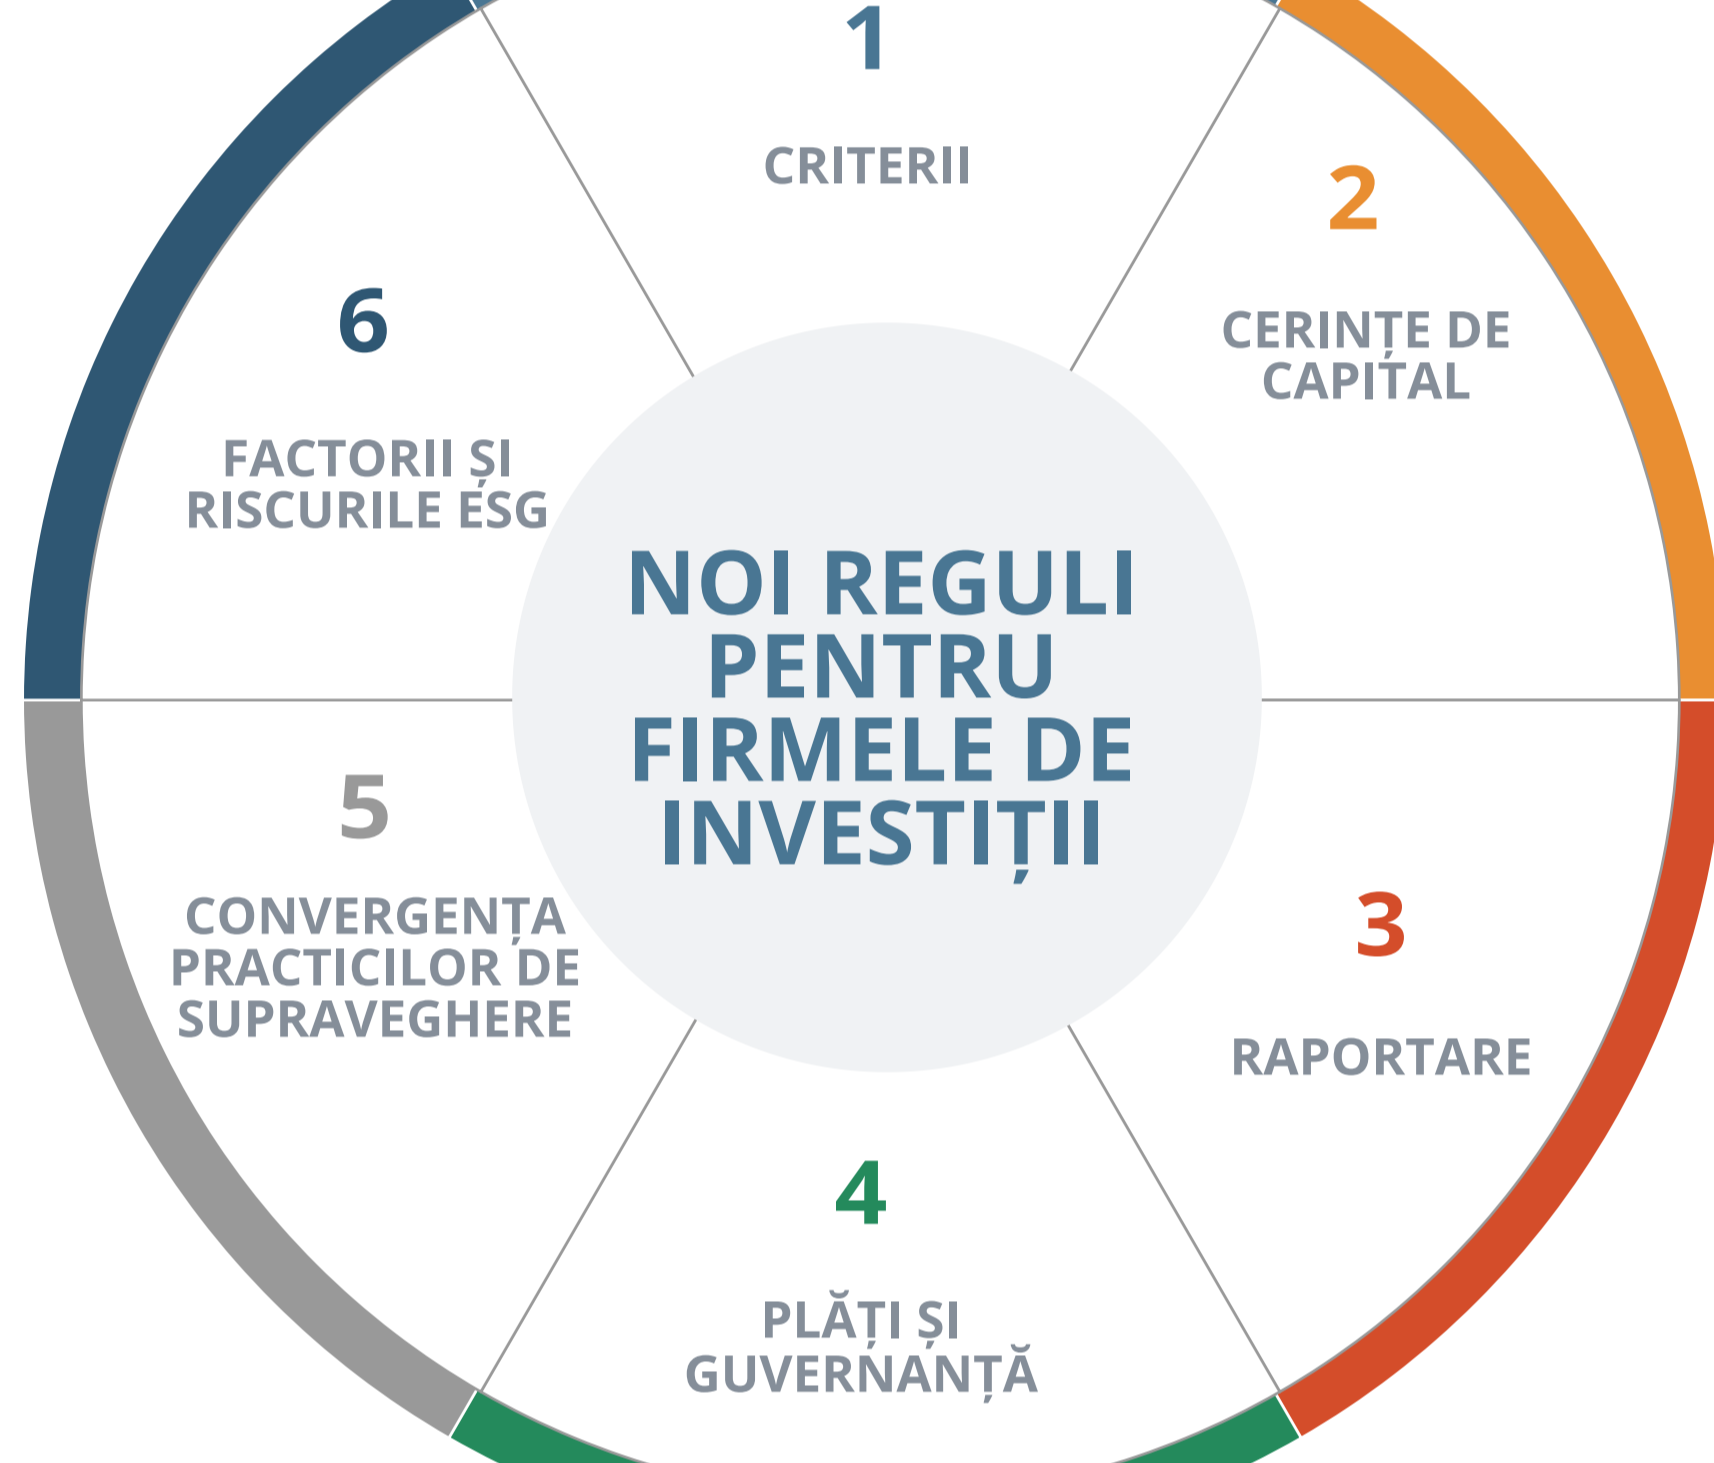 1
CRITERII
2
CERINȚE DE
CAPITAL
3
RAPORTARE
4
PLĂȚI ȘI
GUVERNANȚĂ
5
CONVERGENȚA
PRACTICILOR DE
SUPRAVEGHERE
6
FACTORII ȘI
RISCURILE ESG
NOI REGULI
PENTRU
FIRMELE DE
INVESTIȚII